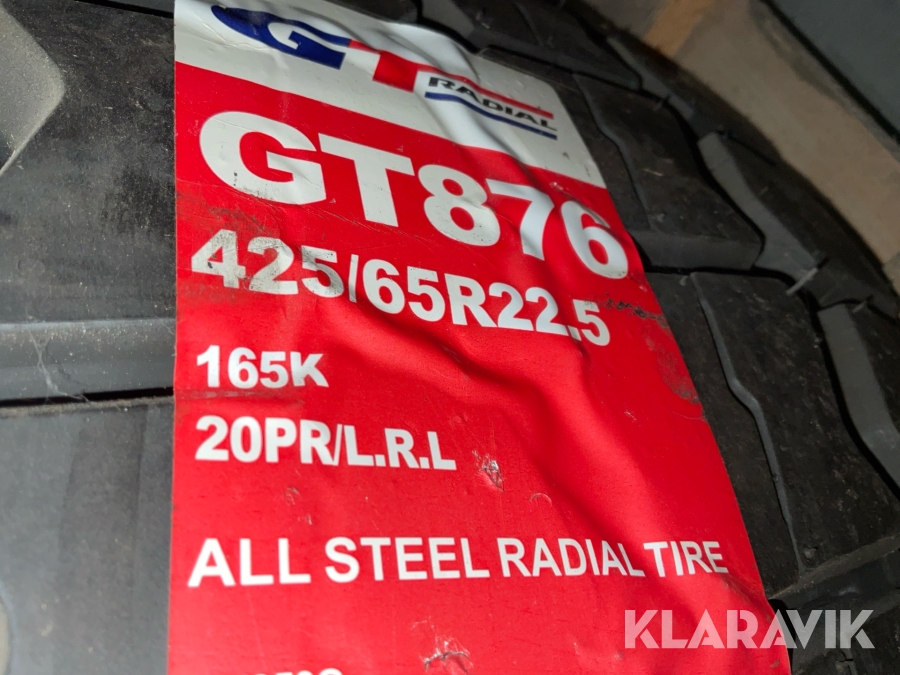 GT
RADIAL
GT876
425/65R22.5
165K
20PR/L.R.L
ALL STEEL RADIAL TIRE
KLARAVIK